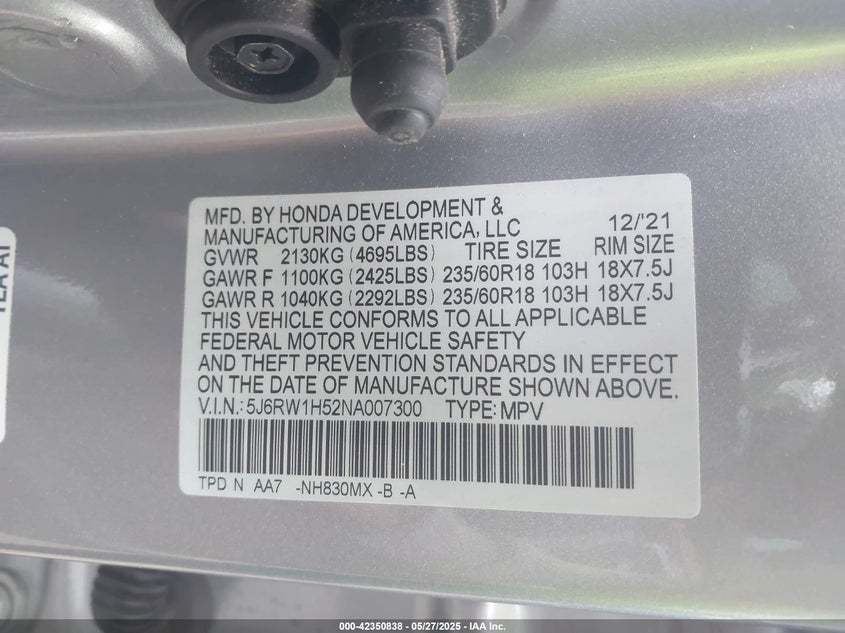 MFD. BY HONDA DEVELOPMENT &
MANUFACTURING OF AMERICA, LLC 12/'21
GVWR 2130KG (4695LBS) TIRE SIZE RIM SIZE
GAWR F 1100KG (2425LBS) 235/60R18 103H 18X7.5J
GAWR R 1040KG (2292LBS) 235/60R18 103H 18X7.5J
THIS VEHICLE CONFORMS TO ALL APPLICABLE
FEDERAL MOTOR VEHICLE SAFETY
AND THEFT PREVENTION STANDARDS IN EFFECT
ON THE DATE OF MANUFACTURE SHOWN ABOVE.
V.I.N.: 5J6RW1H52NA007300 TYPE: MPV
TPD N AA7 -NH830MX -B -A
000-42350838 - 05/27/2025 - IAA Inc.